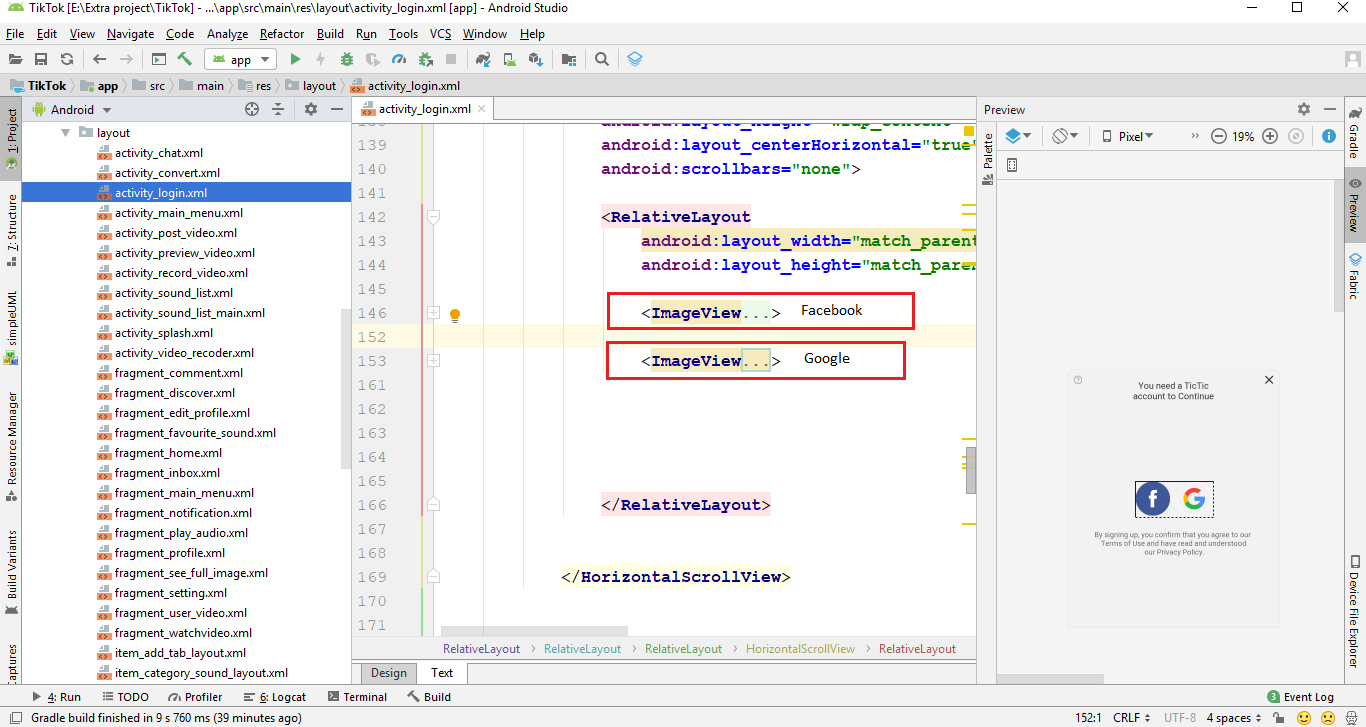 TikTok [E:\Extra project\TikTok] - ...\app\src\main\res\layout\activity_login.xml [app] - Android Studio
File Edit View Navigate Code Analyze Refactor Build Run Tools VCS Window Help
app
TikTok app src main res layout activity_login.xml
Android
activity_login.xml
Preview
1: Project
7: Structure
simpleUML
Resource Manager
Build Variants
layout
activity_chat.xml
activity_convert.xml
activity_login.xml
activity_main_menu.xml
activity_post_video.xml
activity_preview_video.xml
activity_record_video.xml
activity_sound_list.xml
activity_sound_list_main.xml
activity_splash.xml
activity_video_recoder.xml
fragment_comment.xml
fragment_discover.xml
fragment_edit_profile.xml
fragment_favourite_sound.xml
fragment_home.xml
fragment_inbox.xml
fragment_main_menu.xml
fragment_notification.xml
fragment_play_audio.xml
fragment_profile.xml
fragment_see_full_image.xml
fragment_setting.xml
fragment_user_video.xml
fragment_watchvideo.xml
item_add_tab_layout.xml
item_category_sound_layout.xml
139 android:layout_centerHorizontal="true"
140 android:scrollbars="none">
141
142 <RelativeLayout
143 android:layout_width="match_parent
144 android:layout_height="match_paren
145
146 <ImageView...> Facebook
152
153 <ImageView...> Google
161
162
163
164
165
166 </RelativeLayout>
167
168
169 </HorizontalScrollView>
170
171
RelativeLayout › RelativeLayout › RelativeLayout › HorizontalScrollView › RelativeLayout
Design Text
Palette
Pixel 19%
You need a TicTic
account to Continue
f G
By signing up, you confirm that you agree to our
Terms of Use and have read and understood
our Privacy Policy.
Gradle
Preview
Fabric
Device File Explorer
4: Run TODO Profiler 6: Logcat Terminal Build 3 Event Log
Gradle build finished in 9 s 760 ms (39 minutes ago) 152:1 CRLF UTF-8 4 spaces